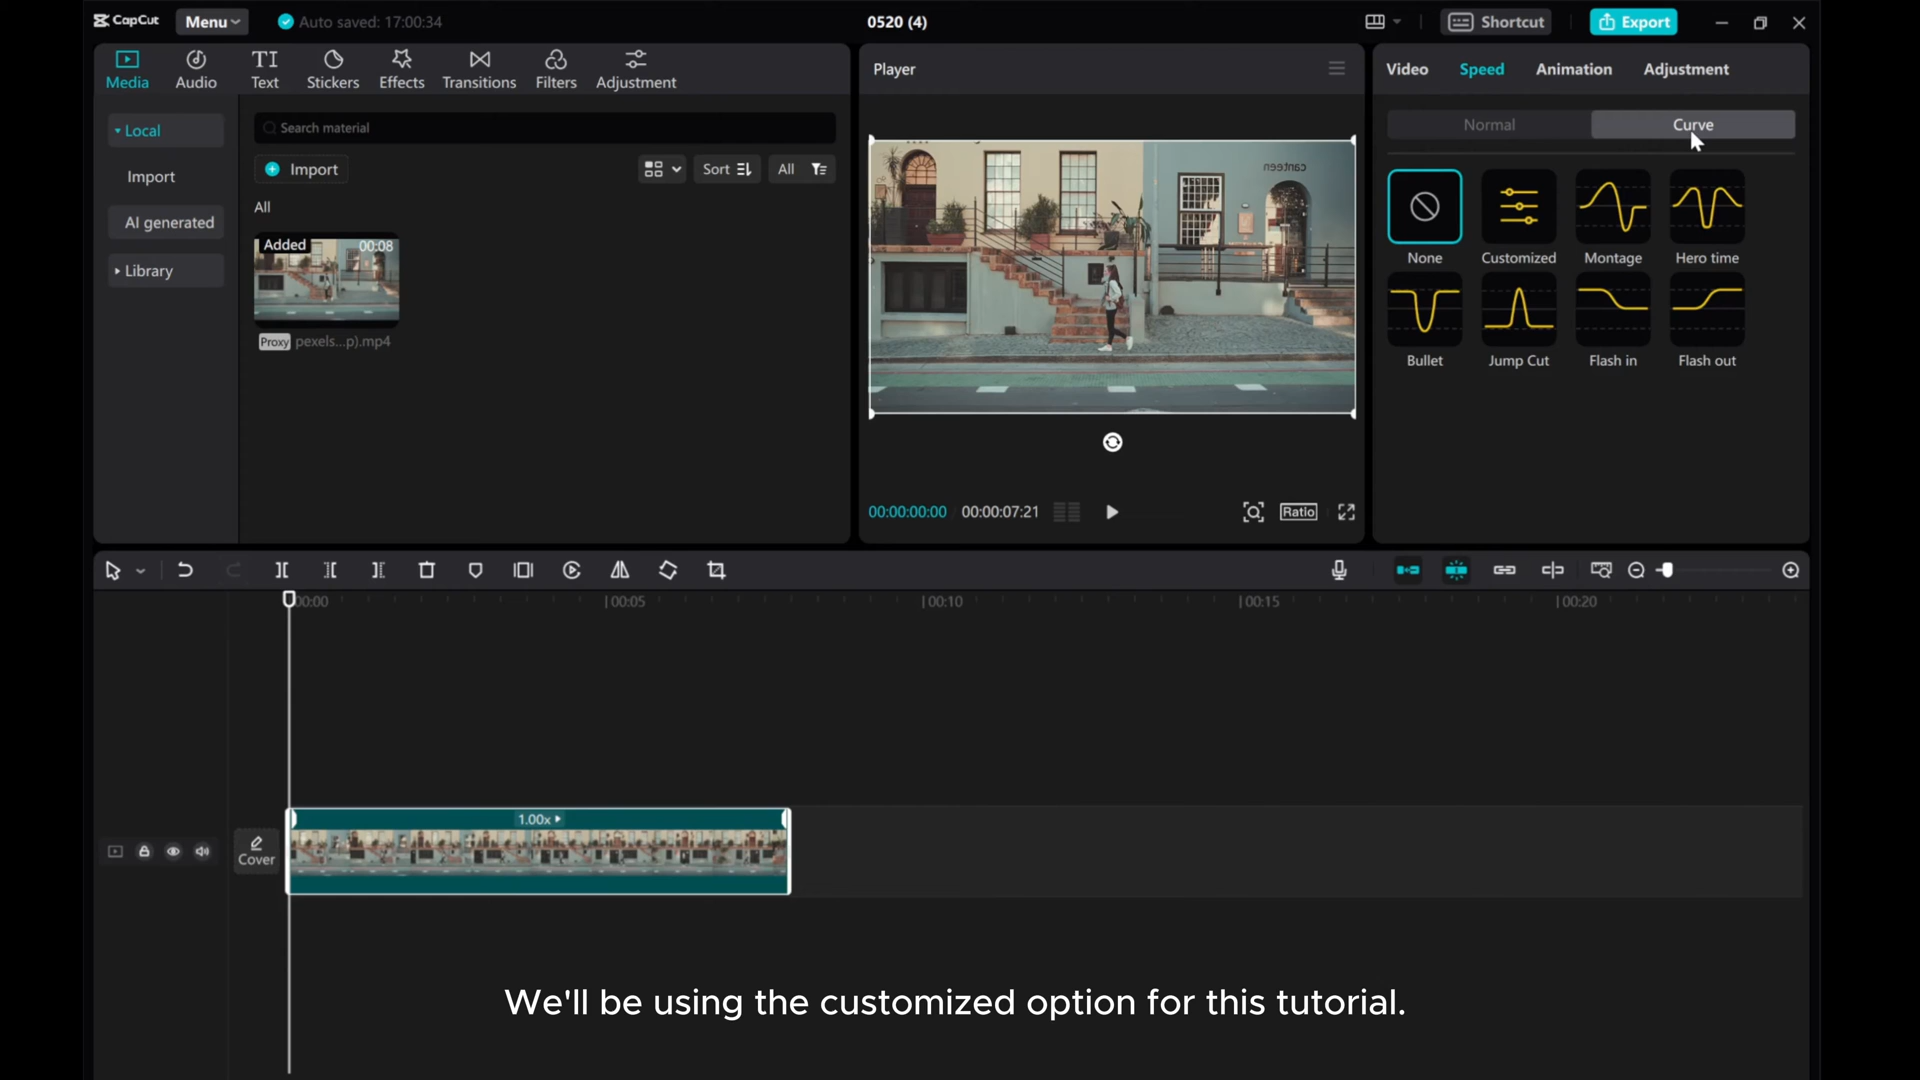 CapCut
Menu
Auto saved: 17:00:34
0520 (4)
Shortcut
Export
Media
Audio
TI
Text
Stickers
Effects
Transitions
Filters
Adjustment
Player
Video
Speed
Animation
Adjustment
Local
Import
AI generated
Library
Search material
Import
Sort
All
All
Added
00:08
Proxy
pexels...p).mp4
canteen
Normal
Curve
None
Customized
Montage
Hero time
Bullet
Jump Cut
Flash in
Flash out
00:00:00:00
00:00:07:21
Ratio
00:00
00:05
00:10
00:15
00:20
1.00x
Cover
We'll be using the customized option for this tutorial.